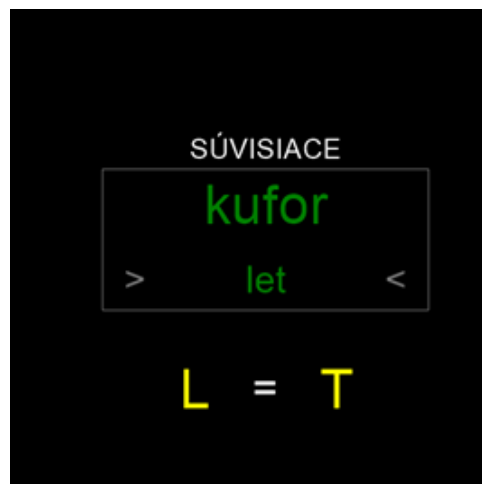 SÚVISIACE
kufor
> let <
L = T